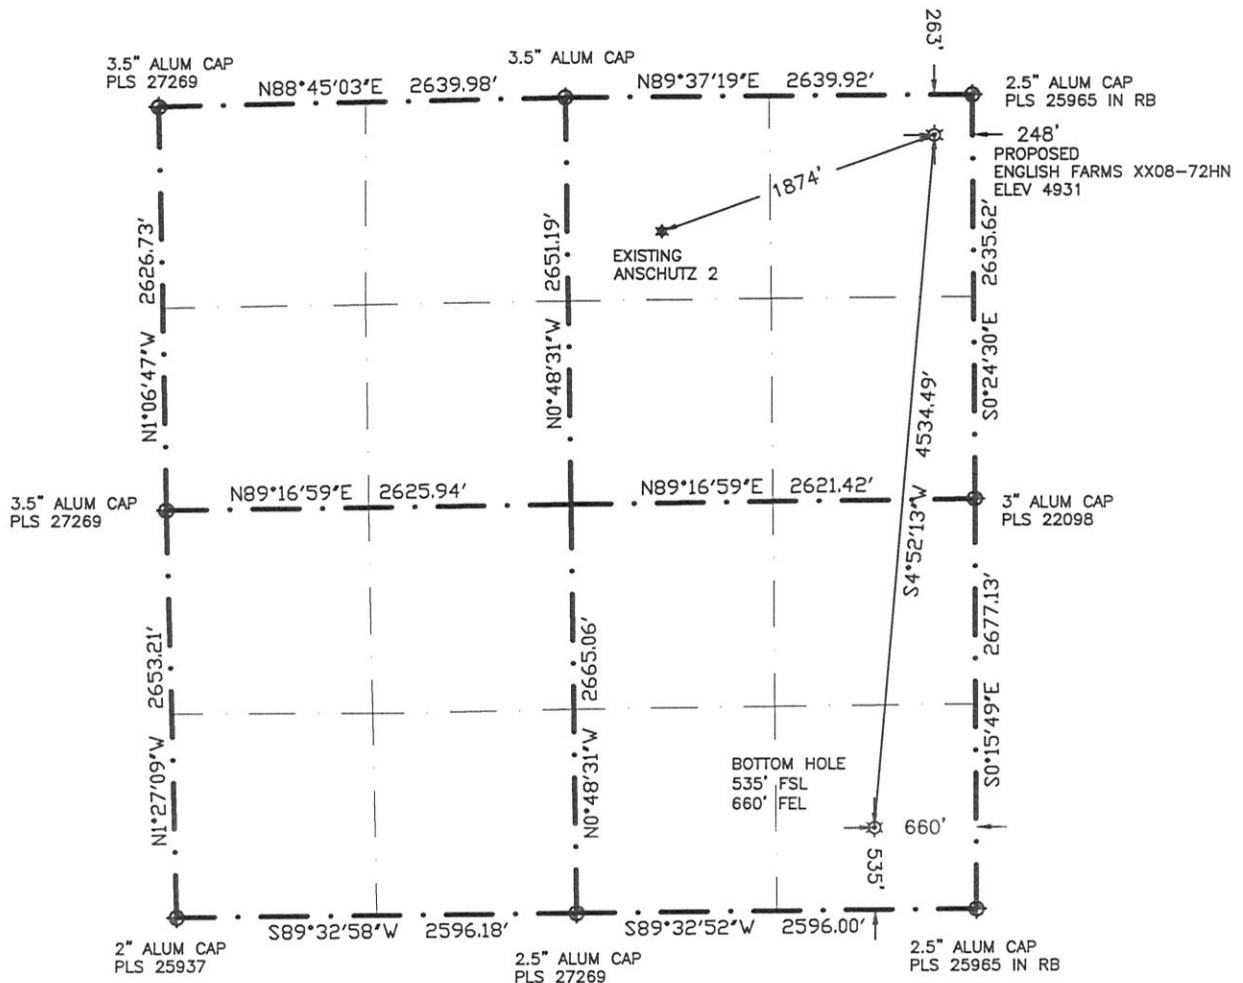 263'
3.5" ALUM CAP
PLS 27269
N88°45'03"E 2639.98'
3.5" ALUM CAP
N89°37'19"E 2639.92'
2.5" ALUM CAP
PLS 25965 IN RB
248'
PROPOSED
ENGLISH FARMS XX08-72HN
ELEV 4931
1874'
EXISTING
ANSCHUTZ 2
N1°06'47"W 2626.73'
N0°48'31"W 2651.19'
S0°24'30"E 2635.62'
S4°52'13"W 4534.49'
3.5" ALUM CAP
PLS 27269
N89°16'59"E 2625.94'
N89°16'59"E 2621.42'
3" ALUM CAP
PLS 22098
N1°27'09"W 2653.21'
N0°48'31"W 2665.06'
S0°15'49"E 2677.13'
BOTTOM HOLE
535' FSL
660' FEL
660'
535'
S89°32'58"W 2596.18'
S89°32'52"W 2596.00'
2" ALUM CAP
PLS 25937
2.5" ALUM CAP
PLS 27269
2.5" ALUM CAP
PLS 25965 IN RB